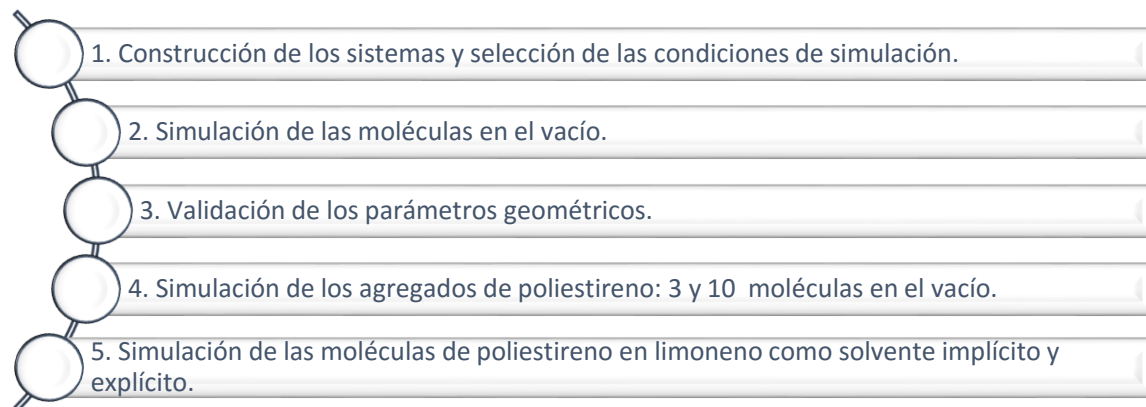 1. Construcción de los sistemas y selección de las condiciones de simulación.
2. Simulación de las moléculas en el vacío.
3. Validación de los parámetros geométricos.
4. Simulación de los agregados de poliestireno: 3 y 10 moléculas en el vacío.
5. Simulación de las moléculas de poliestireno en limoneno como solvente implícito y
explícito.